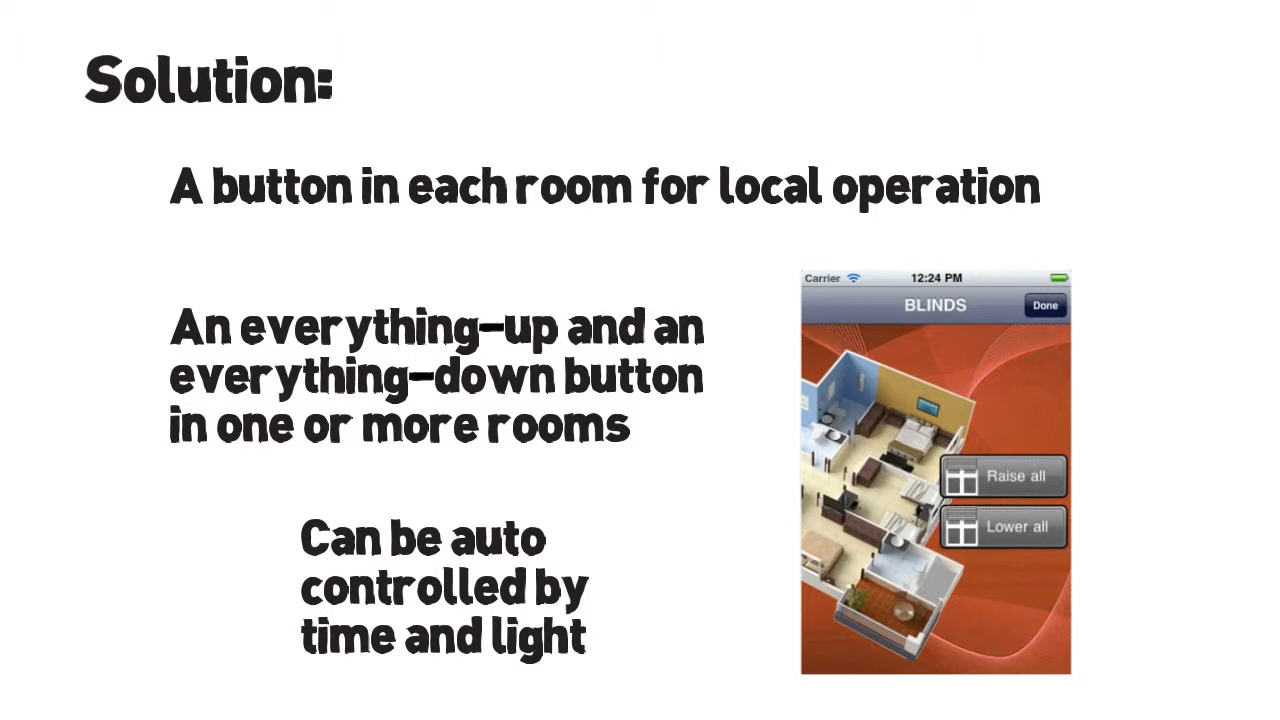 Solution:
A button in each room for local operation
An everything-up and an
everything-down button
in one or more rooms
Can be auto
controlled by
time and light
Carrier 12:24 PM
BLINDS Done
Raise all
Lower all